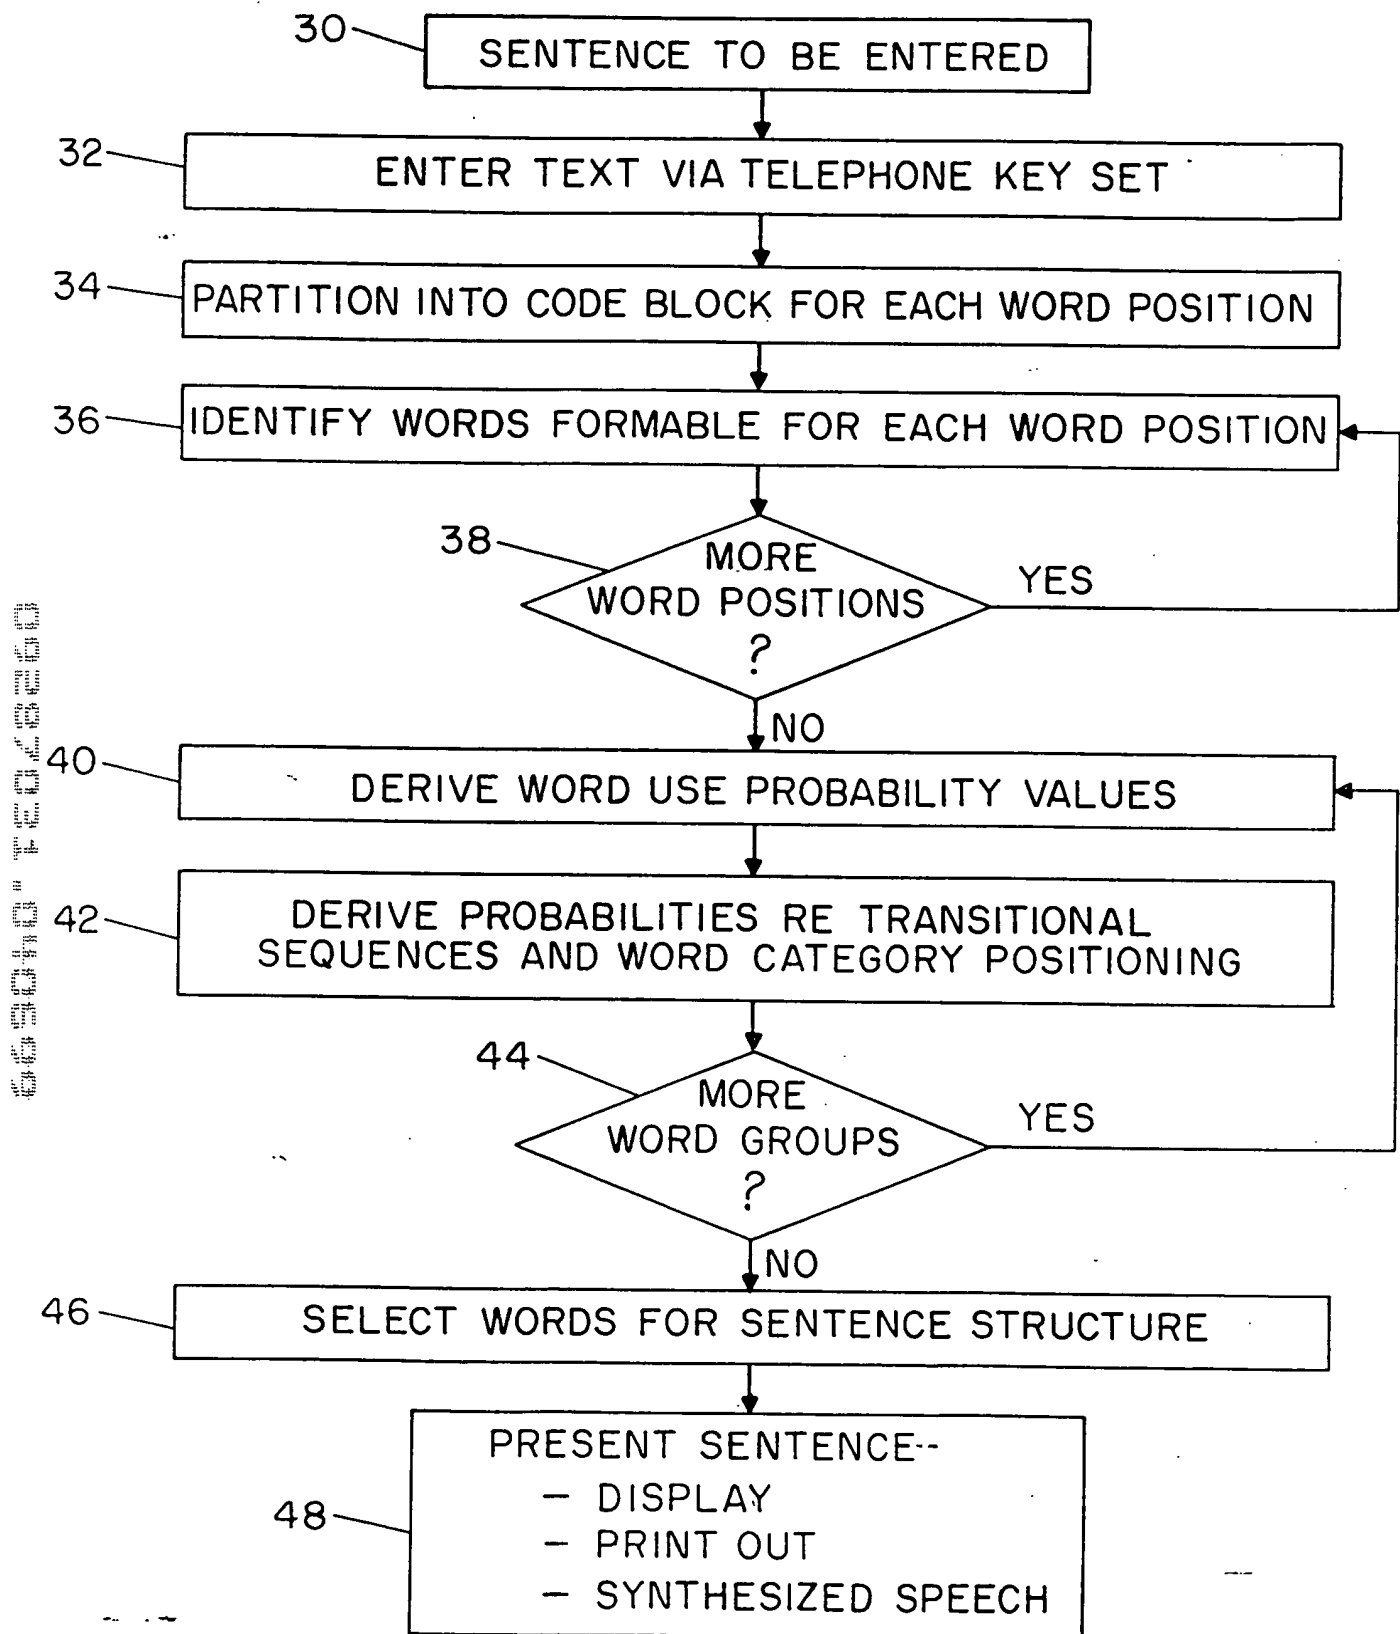 30
SENTENCE TO BE ENTERED
32
ENTER TEXT VIA TELEPHONE KEY SET
34
PARTITION INTO CODE BLOCK FOR EACH WORD POSITION
36
IDENTIFY WORDS FORMABLE FOR EACH WORD POSITION
38
MORE
WORD POSITIONS
?
YES
NO
40
DERIVE WORD USE PROBABILITY VALUES
42
DERIVE PROBABILITIES RE TRANSITIONAL
SEQUENCES AND WORD CATEGORY POSITIONING
44
MORE
WORD GROUPS
?
YES
NO
46
SELECT WORDS FOR SENTENCE STRUCTURE
48
PRESENT SENTENCE--
– DISPLAY
– PRINT OUT
– SYNTHESIZED SPEECH
09287031.040599